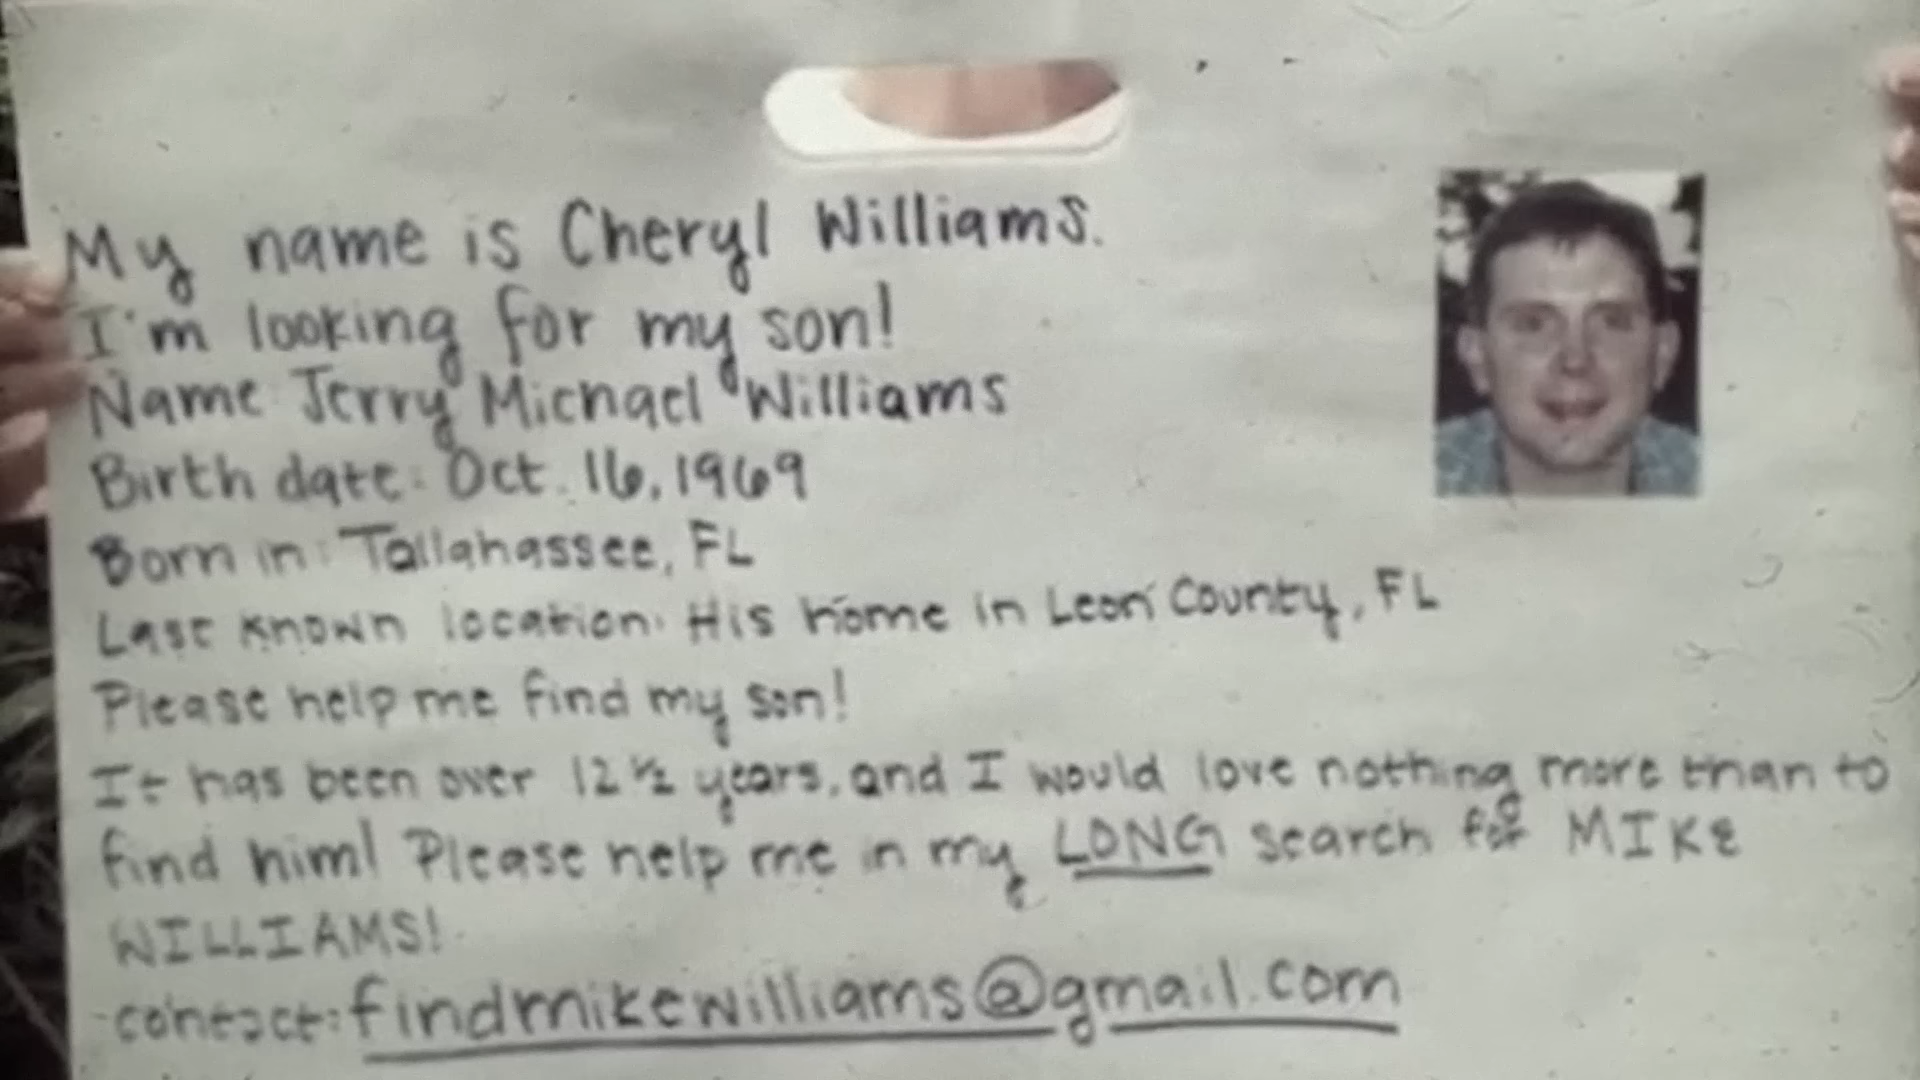 My name is Cheryl Williams.
I'm looking for my son!
Name Jerry Michael Williams
Birth date: Oct. 16, 1969
Born in: Tallahassee, FL
Last known location: His home in Leon County, FL
Please help me find my son!
It has been over 12 1/2 years, and I would love nothing more than to
find him! Please help me in my LONG search for MIKE
WILLIAMS!
contact: findmikewilliams@gmail.com